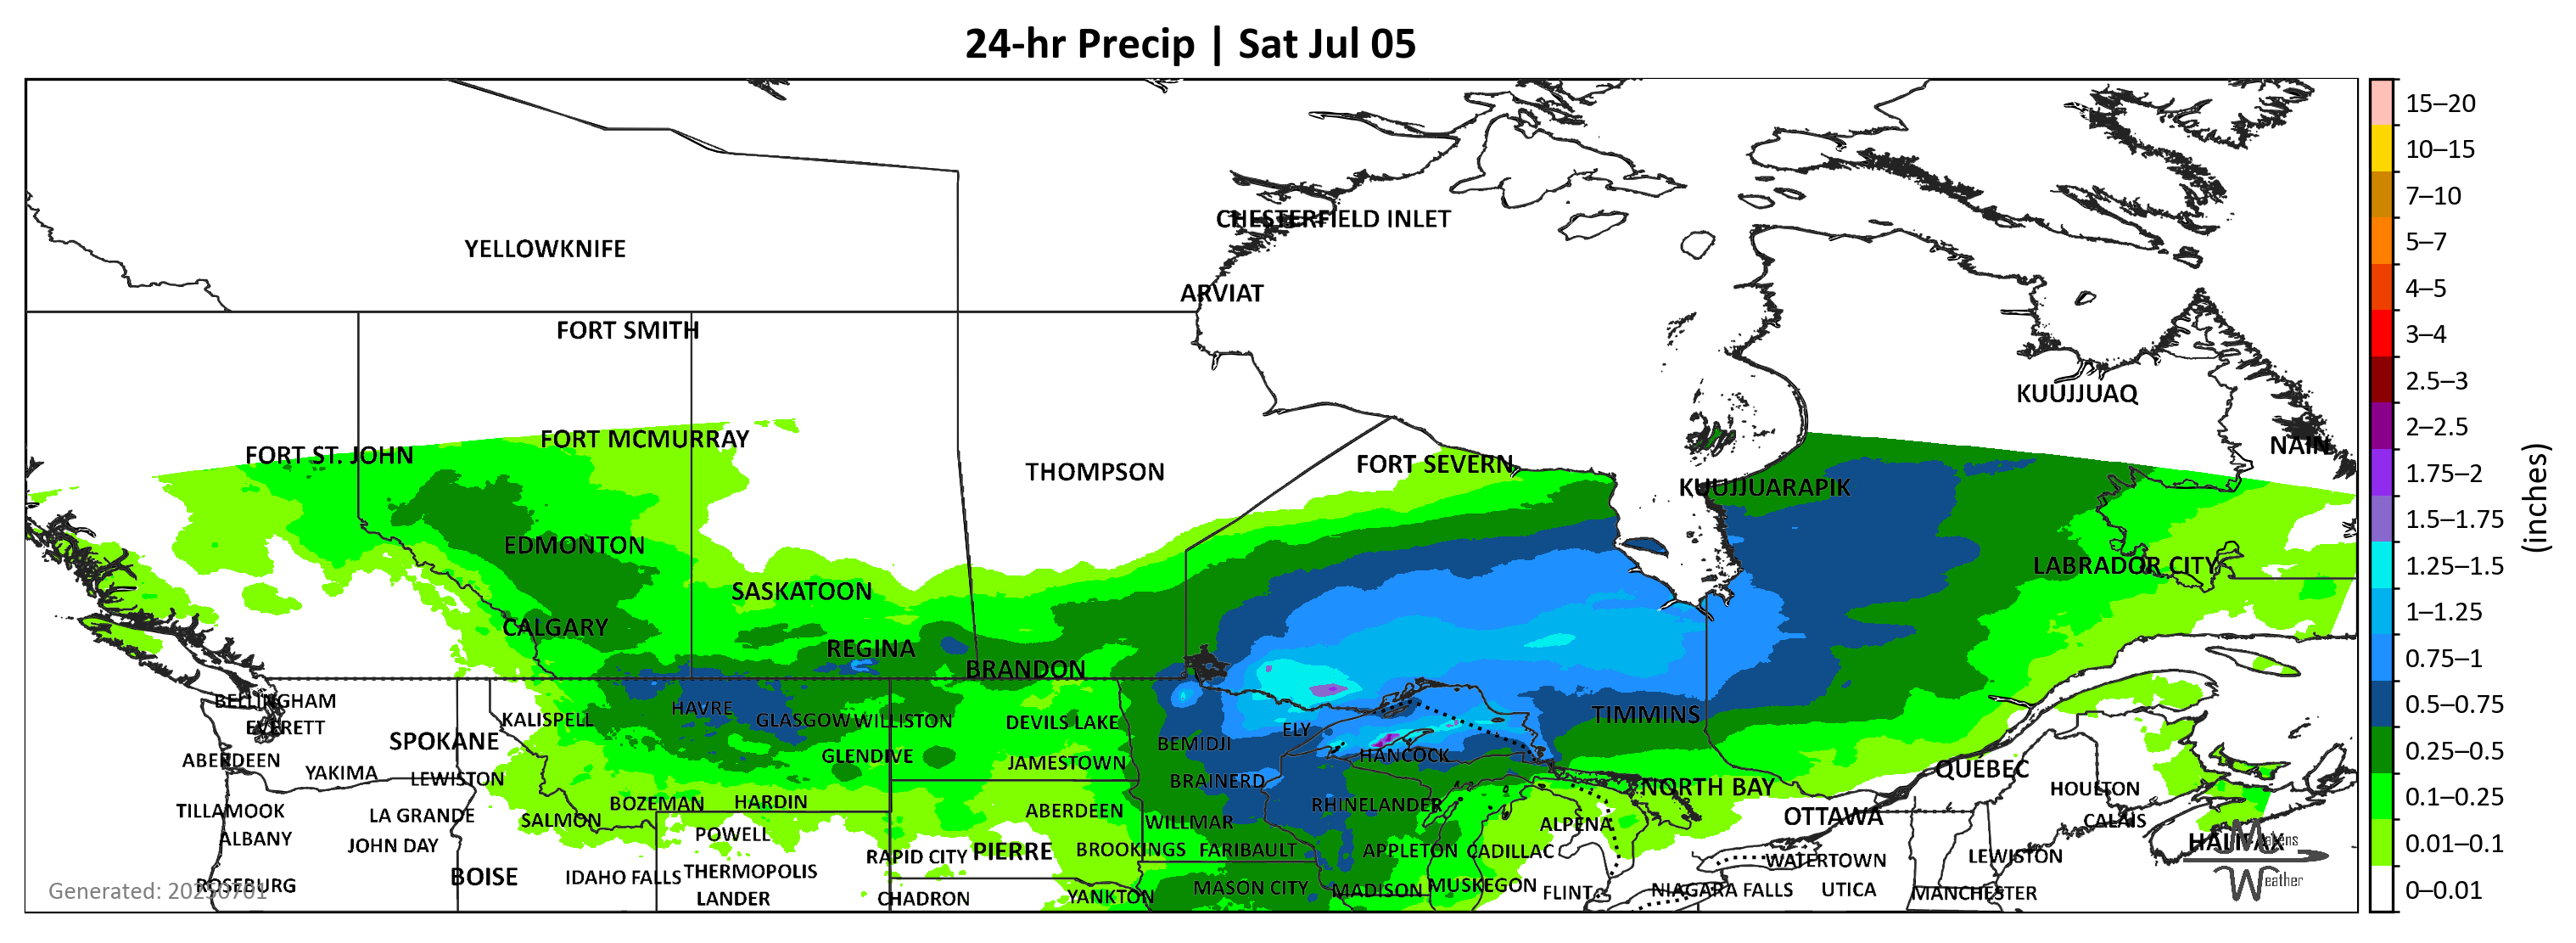 24-hr Precip | Sat Jul 05
CHESTERFIELD INLET
YELLOWKNIFE
ARVIAT
FORT SMITH
KUUJJUAQ
FORT MCMURRAY
NAIN
FORT ST. JOHN
FORT SEVERN
THOMPSON
KUUJJUARAPIK
EDMONTON
LABRADOR CITY
SASKATOON
CALGARY
REGINA
BRANDON
BELLINGHAM
HAVRE
TIMMINS
KALISPELL
GLASGOW
WILLISTON
DEVILS LAKE
EVERETT
ELY
SPOKANE
BEMIDJI
ABERDEEN
GLENDIVE
JAMESTOWN
HANCOCK
QUEBEC
YAKIMA
LEWISTON
BRAINERD
NORTH BAY
HOULTON
TILLAMOOK
LA GRANDE
BOZEMAN
HARDIN
ABERDEEN
RHINELANDER
OTTAWA
SALMON
WILLMAR
ALPENA
CALAIS
ALBANY
JOHN DAY
POWELL
HALIFAX
RAPID CITY
PIERRE
BROOKINGS
FARIBAULT
APPLETON
CADILLAC
WATERTOWN
LEWISTON
BOISE
IDAHO FALLS
THERMOPOLIS
ROSEBURG
LANDER
CHADRON
YANKTON
MASON CITY
MADISON
MUSKEGON
FLINT
NIAGARA FALLS
UTICA
MANCHESTER
Generated: 20250701
Weather
15–20
10–15
7–10
5–7
4–5
3–4
2.5–3
2–2.5
1.75–2
1.5–1.75
1.25–1.5
1–1.25
0.75–1
0.5–0.75
0.25–0.5
0.1–0.25
0.01–0.1
0–0.01
(inches)